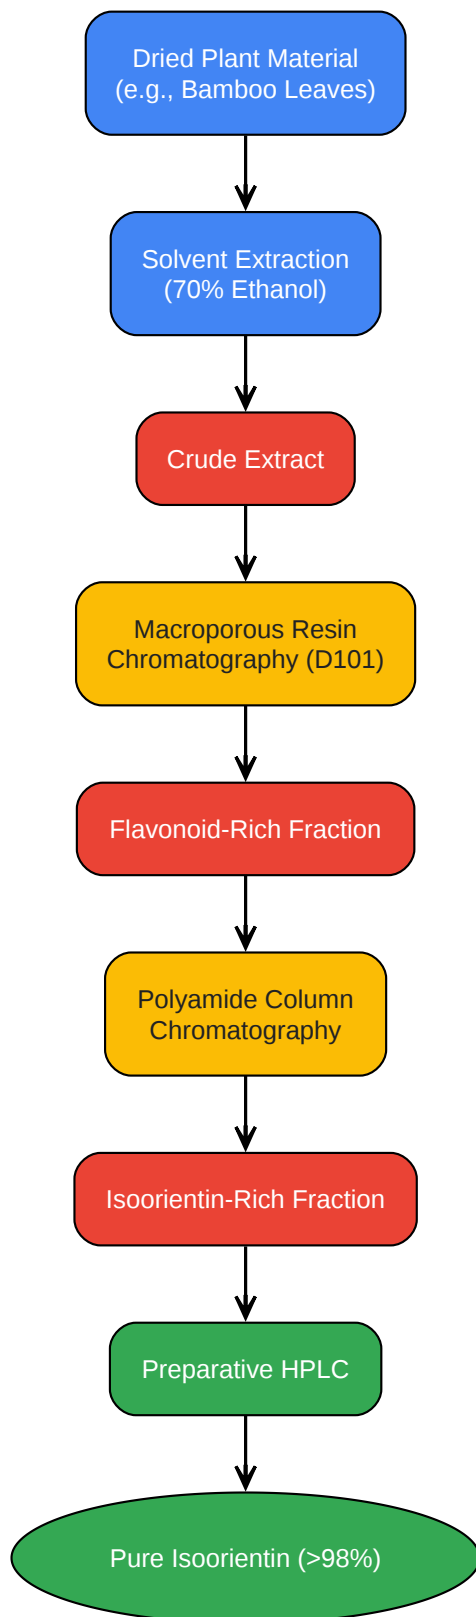 Dried Plant Material
(e.g., Bamboo Leaves)
Solvent Extraction
(70% Ethanol)
Crude Extract
Macroporous Resin
Chromatography (D101)
Flavonoid-Rich Fraction
Polyamide Column
Chromatography
Isoorientin-Rich Fraction
Preparative HPLC
Pure Isoorientin (>98%)